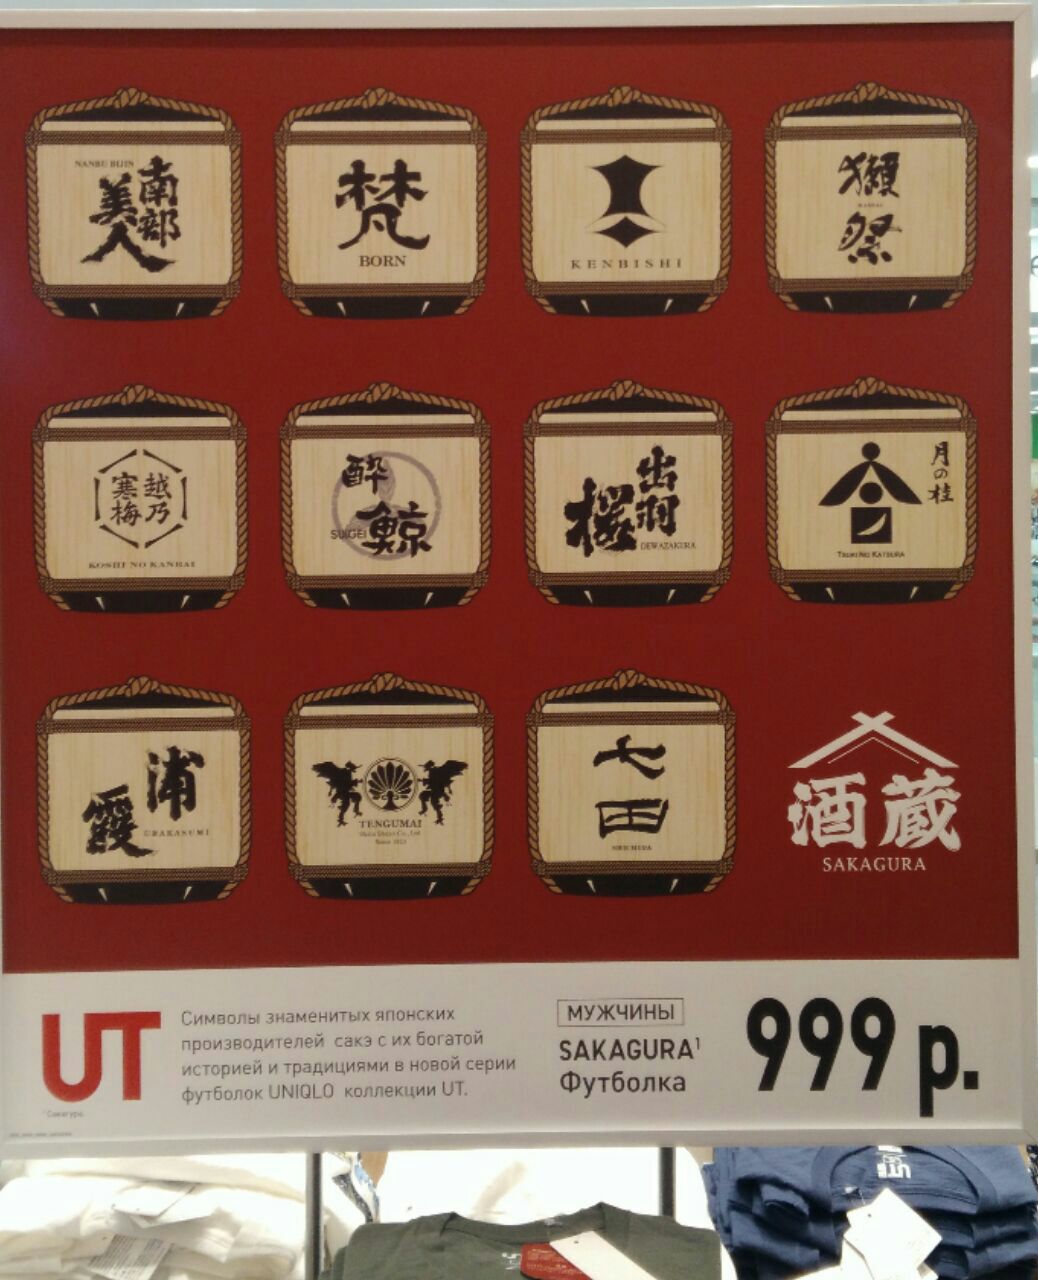 NANBU BIJIN
南部
美人
梵
BORN
KENBISHI
獺
祭
越乃
寒梅
KOSHI NO KANBAI
酔
鯨
SUIGEI
出羽
桜
DEWAZAKURA
月の桂
TSUKI NO KATSURA
浦
霞
URAKASUMI
TENGUMAI
七
田
酒蔵
SAKAGURA
UT
Символы знаменитых японских
производителей сакэ с их богатой
историей и традициями в новой серии
футболок UNIQLO коллекции UT.
¹Сакагура.
МУЖЧИНЫ
SAKAGURA¹
Футболка
999 р.
UT